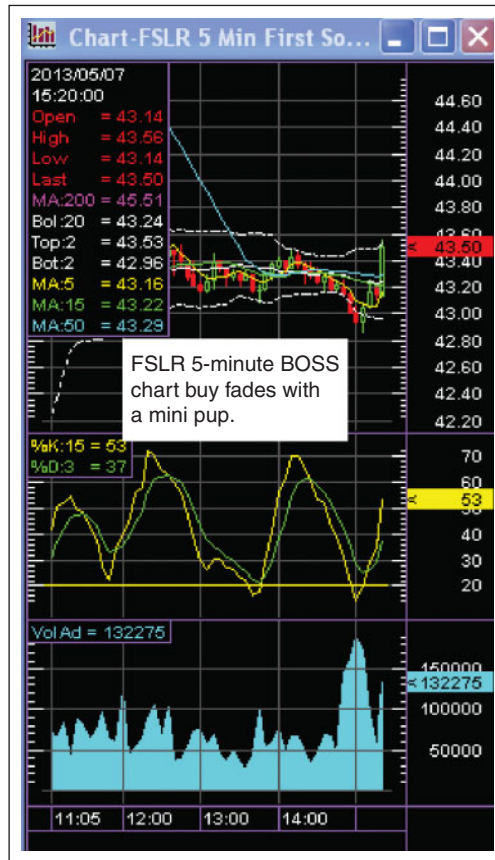 Chart-FSLR 5 Min First So...
2013/05/07
15:20:00
Open = 43.14
High = 43.56
Low = 43.14
Last = 43.50
MA:200 = 45.51
Bol:20 = 43.24
Top:2 = 43.53
Bot:2 = 42.96
MA:5 = 43.16
MA:15 = 43.22
MA:50 = 43.29
44.60
44.40
44.20
44.00
43.80
43.60
< 43.50
43.40
43.20
43.00
42.80
42.60
42.40
42.20
FSLR 5-minute BOSS
chart buy fades with
a mini pup.
%K:15 = 53
%D:3 = 37
70
60
< 53
40
30
20
Vol Ad = 132275
150000
<132275
100000
50000
11:05 12:00 13:00 14:00